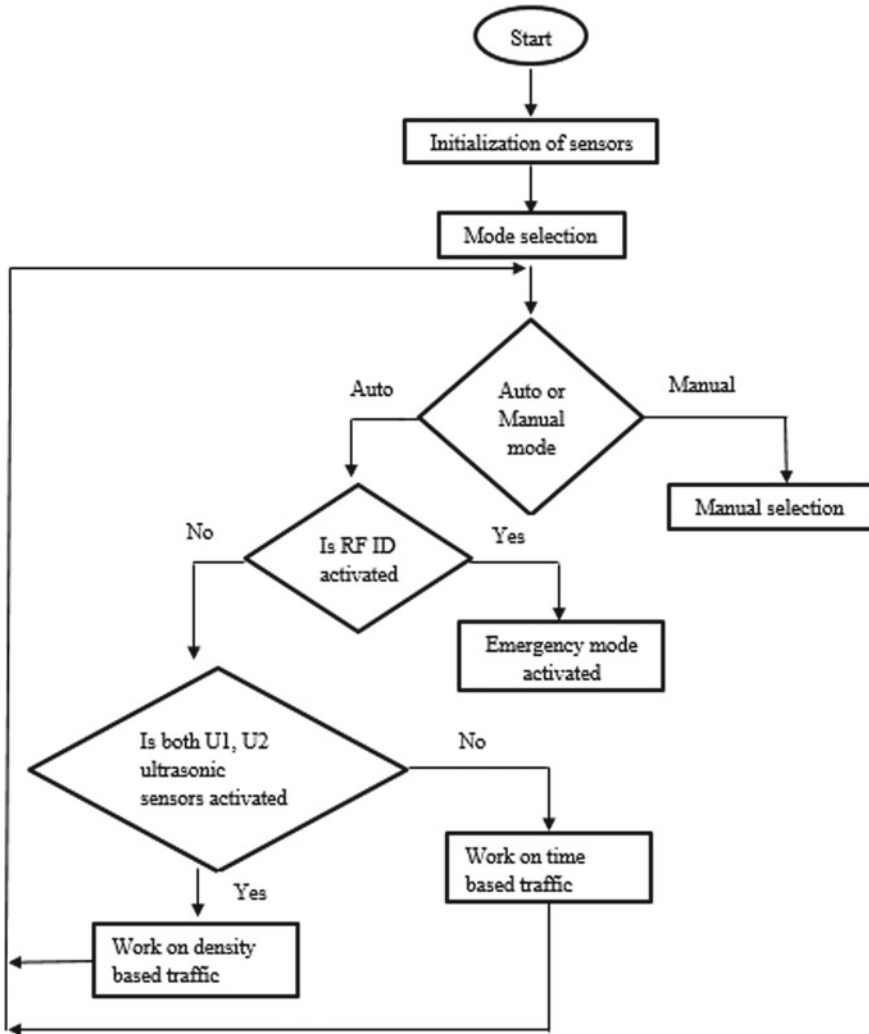 Start
Initialization of sensors
Mode selection
Auto
Auto or
Manual
mode
Manual
Manual selection
No
Is RF ID
activated
Yes
Emergency mode
activated
Is both U1, U2
ultrasonic
sensors activated
No
Work on time
based traffic
Yes
Work on density
based traffic